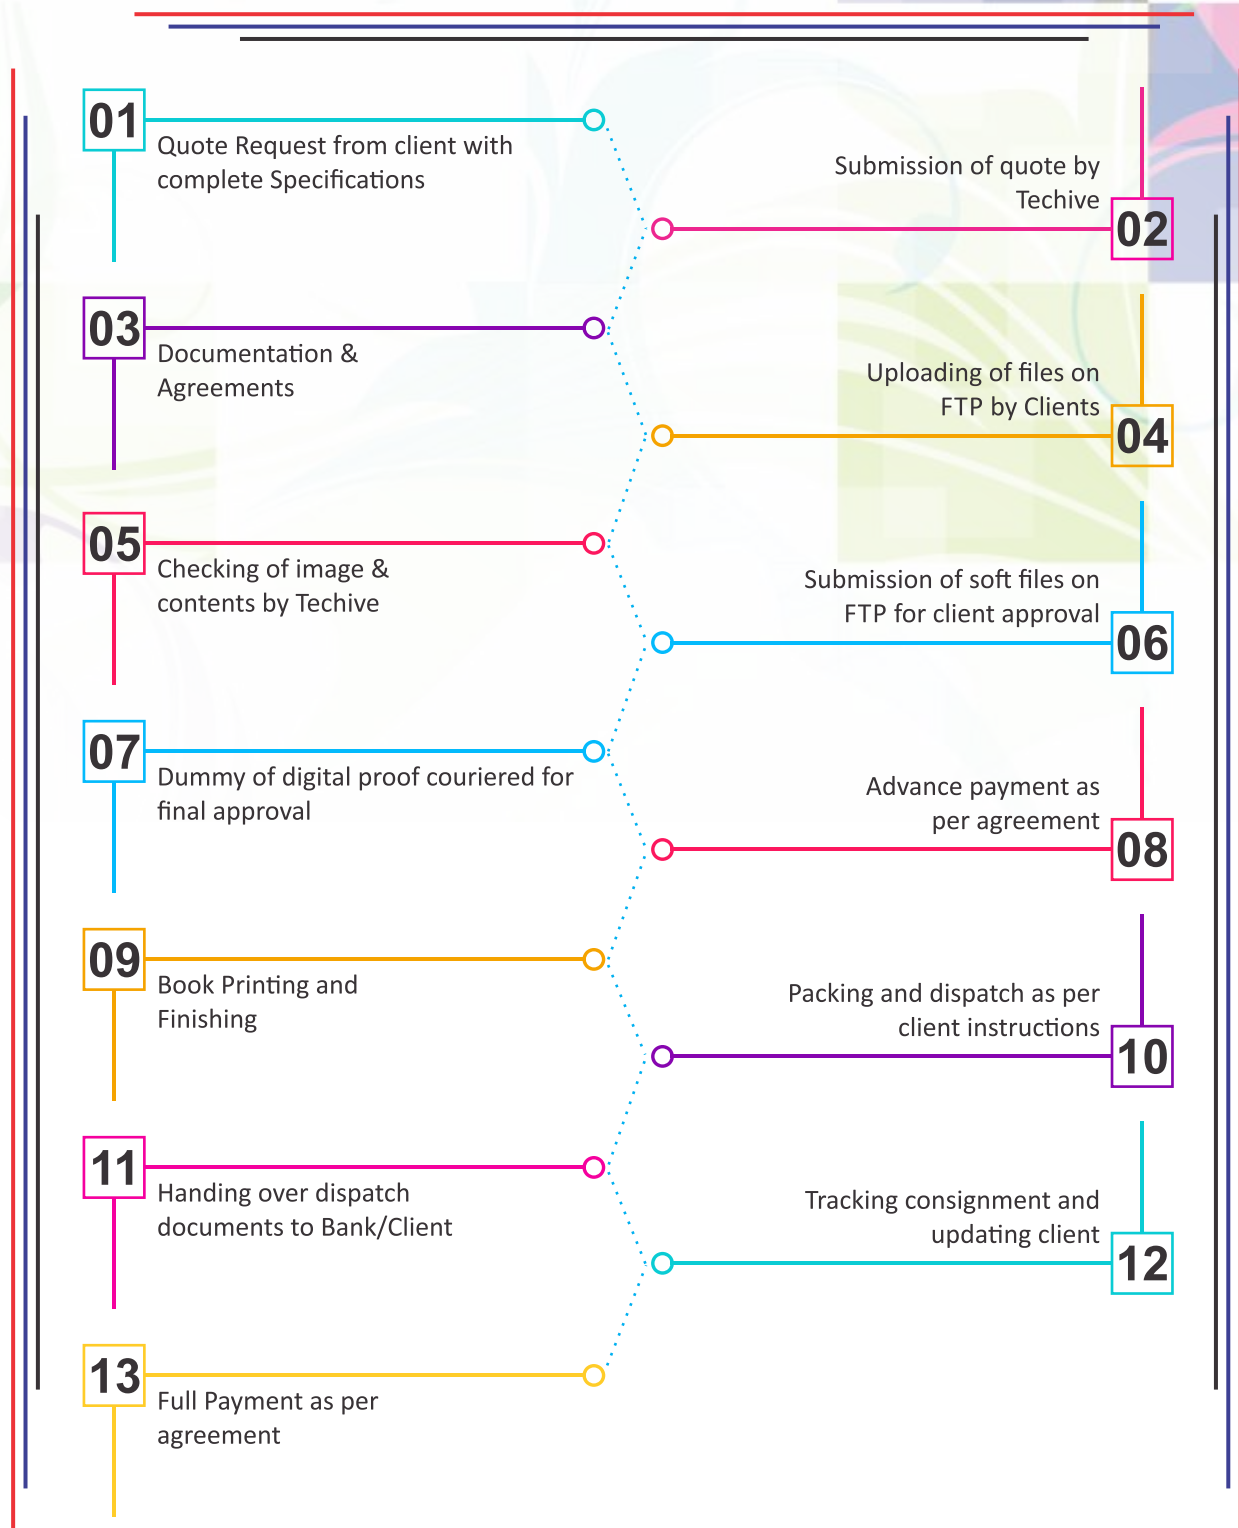 01
Quote Request from client with
complete Specifications
Submission of quote by
Techive
02
03
Documentation &
Agreements
Uploading of files on
FTP by Clients
04
05
Checking of image &
contents by Techive
Submission of soft files on
FTP for client approval
06
07
Dummy of digital proof couriered for
final approval
Advance payment as
per agreement
08
09
Book Printing and
Finishing
Packing and dispatch as per
client instructions
10
11
Handing over dispatch
documents to Bank/Client
Tracking consignment and
updating client
12
13
Full Payment as per
agreement